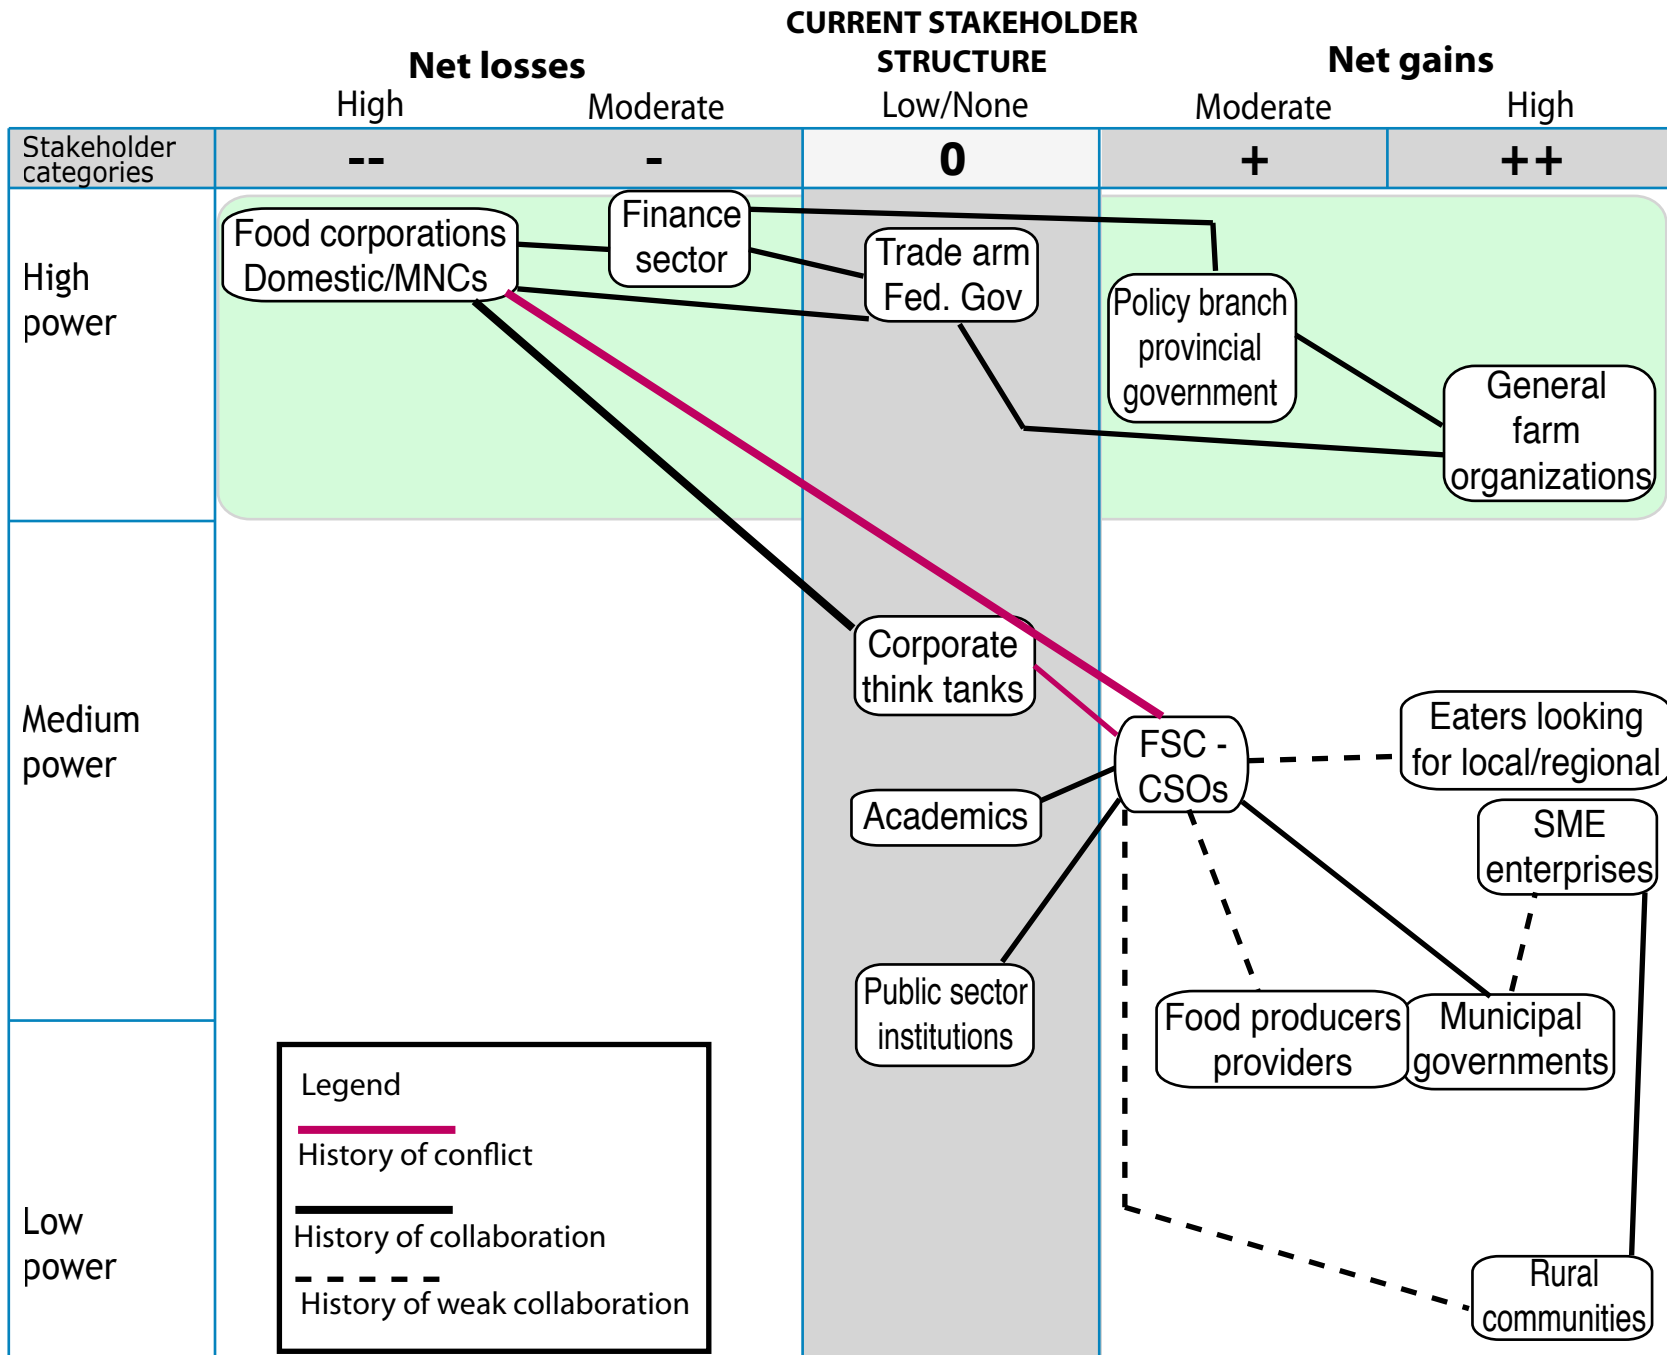 CURRENT STAKEHOLDER
STRUCTURE
Net losses
Net gains
High
Moderate
Low/None
Moderate
High
Stakeholder
categories
--
-
0
+
++
High
power
Food corporations
Domestic/MNCs
Finance
sector
Trade arm
Fed. Gov
Policy branch
provincial
government
General
farm
organizations
Medium
power
Corporate
think tanks
FSC -
CSOs
Eaters looking
for local/regional
Academics
SME
enterprises
Public sector
institutions
Food producers
providers
Municipal
governments
Low
power
Rural
communities
Legend
History of conflict
History of collaboration
History of weak collaboration